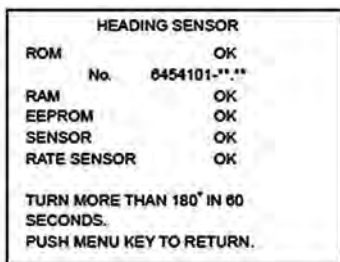 HEADING SENSOR
ROM OK
No. 6454101-**.**
RAM OK
EEPROM OK
SENSOR OK
RATE SENSOR OK
TURN MORE THAN 180° IN 60
SECONDS.
PUSH MENU KEY TO RETURN.